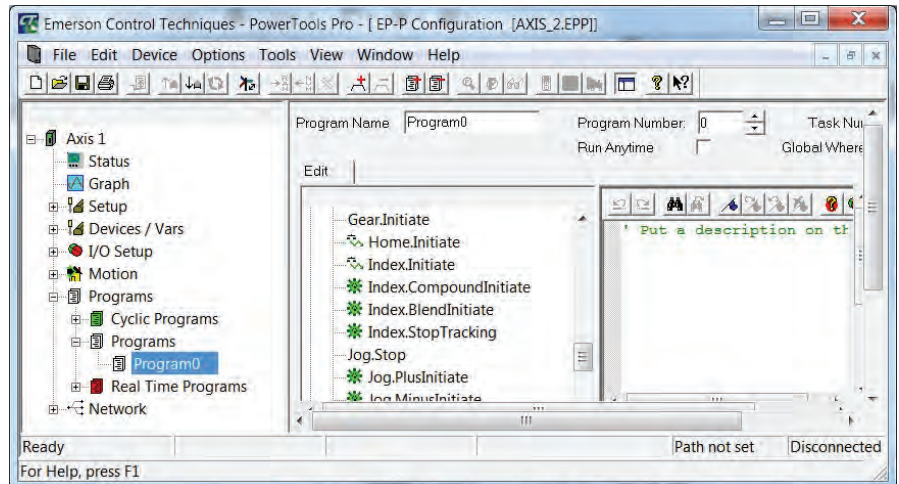 Emerson Control Techniques - PowerTools Pro - [ EP-P Configuration [AXIS_2.EPP]]
File Edit Device Options Tools View Window Help
Program Name Program0 Program Number: 0 Task Nu
Run Anytime Global Where
Edit
Axis 1
Status
Graph
Setup
Devices / Vars
I/O Setup
Motion
Programs
Cyclic Programs
Programs
Program0
Real Time Programs
Network
Gear.Initiate
Home.Initiate
Index.Initiate
Index.CompoundInitiate
Index.BlendInitiate
Index.StopTracking
Jog.Stop
Jog.PlusInitiate
Jog.MinusInitiate
' Put a description on th
Ready Path not set Disconnected
For Help, press F1